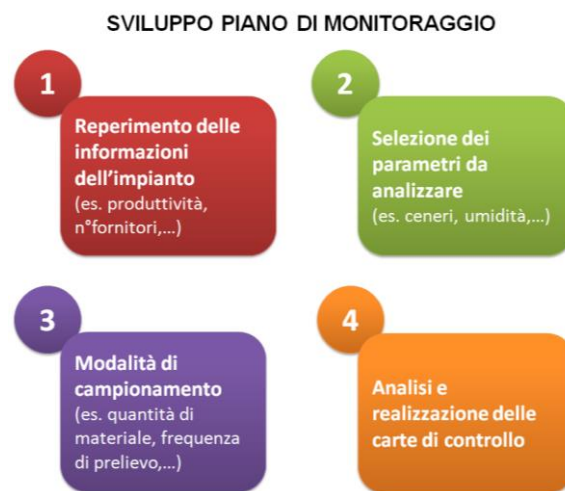 SVILUPPO PIANO DI MONITORAGGIO
1
Reperimento delle
informazioni
dell'impianto
(es. produttività,
n°fornitori,...)
2
Selezione dei
parametri da
analizzare
(es. ceneri, umidità,...)
3
Modalità di
campionamento
(es. quantità di
materiale, frequenza
di prelievo,...)
4
Analisi e
realizzazione delle
carte di controllo